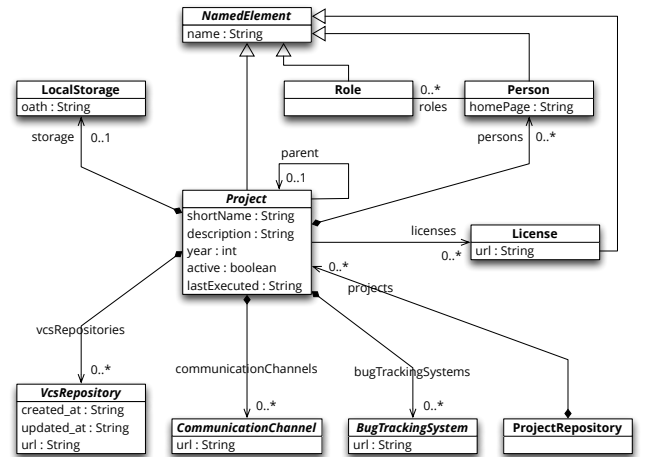 NamedElement
name : String
LocalStorage
oath : String
Role
0..*
roles
Person
homePage : String
storage
0..1
persons
0..*
parent
0..1
Project
shortName : String
description : String
year : int
active : boolean
lastExecuted : String
licenses
0..*
License
url : String
0..*
projects
vcsRepositories
0..*
communicationChannels
0..*
bugTrackingSystems
0..*
VcsRepository
created_at : String
updated_at : String
url : String
CommunicationChannel
url : String
BugTrackingSystem
url : String
ProjectRepository